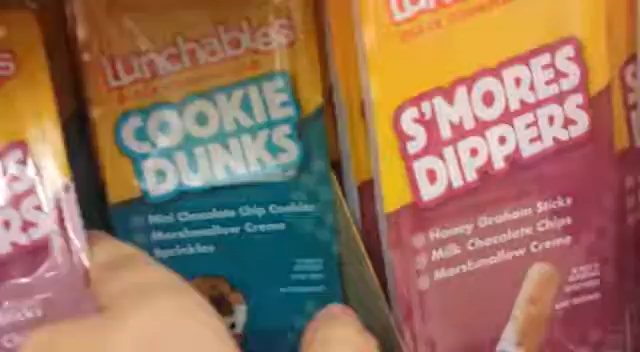 Lunchables
COOKIE
DUNKS
Mini Chocolate Chip Cookies
Marshmallow Creme
Sprinkles
S'MORES
DIPPERS
Honey Graham Sticks
Milk Chocolate Chips
Marshmallow Creme